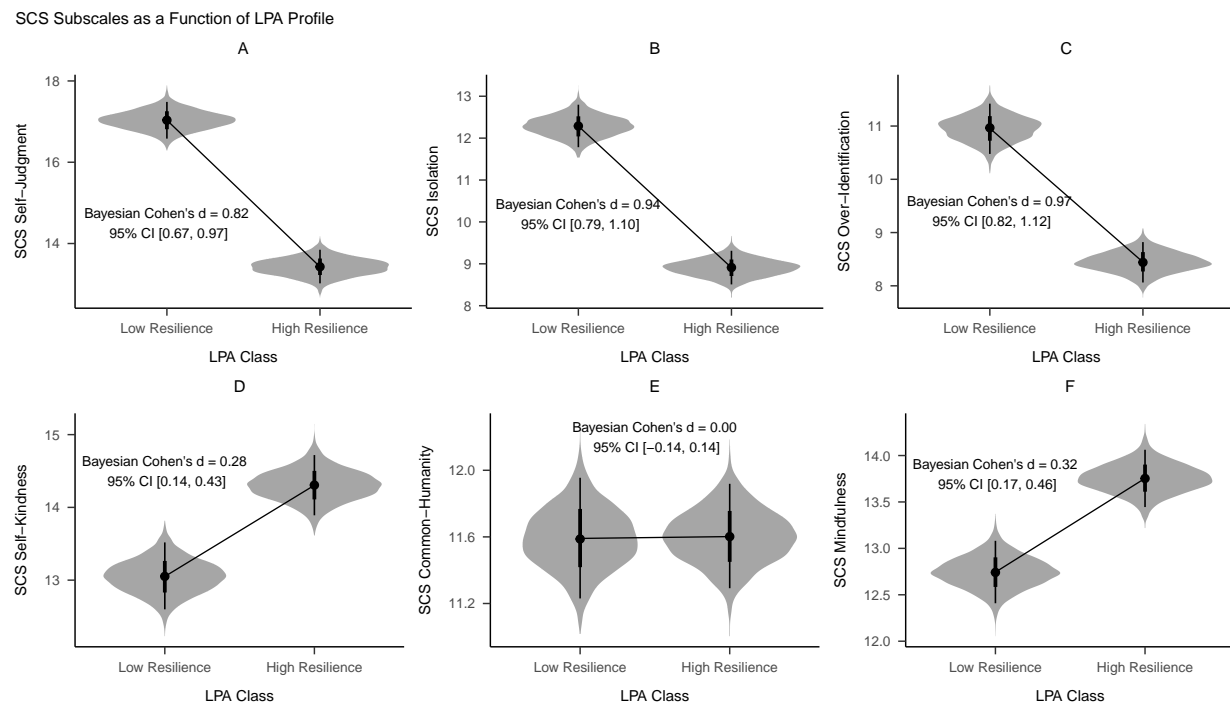 SCS Subscales as a Function of LPA Profile
A
18
16
14
SCS Self−Judgment
Bayesian Cohen's d = 0.82
95% CI [0.67, 0.97]
Low Resilience
High Resilience
LPA Class
B
13
12
11
10
9
8
SCS Isolation
Bayesian Cohen's d = 0.94
95% CI [0.79, 1.10]
Low Resilience
High Resilience
LPA Class
C
11
10
9
8
SCS Over−Identification
Bayesian Cohen's d = 0.97
95% CI [0.82, 1.12]
Low Resilience
High Resilience
LPA Class
D
15
14
13
SCS Self−Kindness
Bayesian Cohen's d = 0.28
95% CI [0.14, 0.43]
Low Resilience
High Resilience
LPA Class
E
12.0
11.6
11.2
SCS Common−Humanity
Bayesian Cohen's d = 0.00
95% CI [−0.14, 0.14]
Low Resilience
High Resilience
LPA Class
F
14.0
13.5
13.0
12.5
12.0
SCS Mindfulness
Bayesian Cohen's d = 0.32
95% CI [0.17, 0.46]
Low Resilience
High Resilience
LPA Class